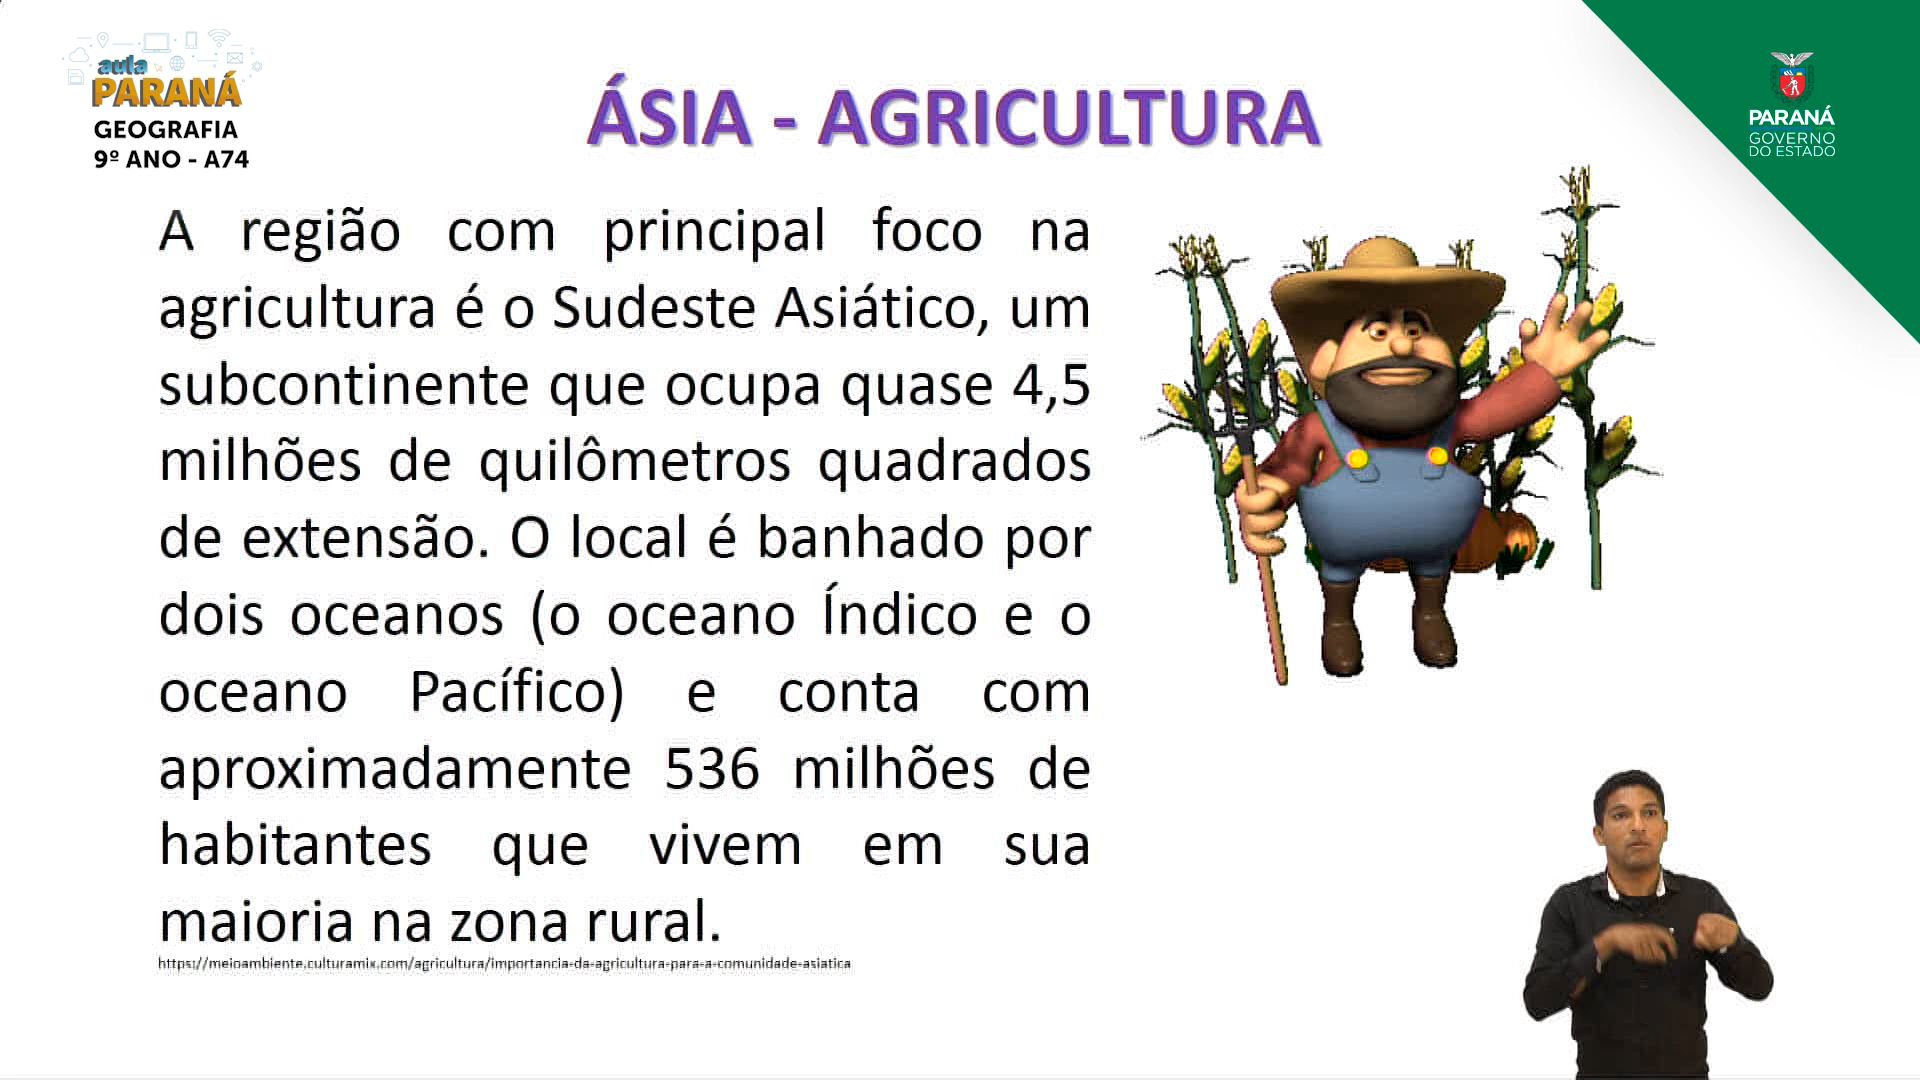 aula
PARANÁ
GEOGRAFIA
9º ANO - A74
ÁSIA - AGRICULTURA
PARANÁ
GOVERNO
DO ESTADO
A região com principal foco na
agricultura é o Sudeste Asiático, um
subcontinente que ocupa quase 4,5
milhões de quilômetros quadrados
de extensão. O local é banhado por
dois oceanos (o oceano Índico e o
oceano Pacífico) e conta com
aproximadamente 536 milhões de
habitantes que vivem em sua
maioria na zona rural.
https://meioambiente.culturamix.com/agricultura/importancia-da-agricultura-para-a-comunidade-asiatica